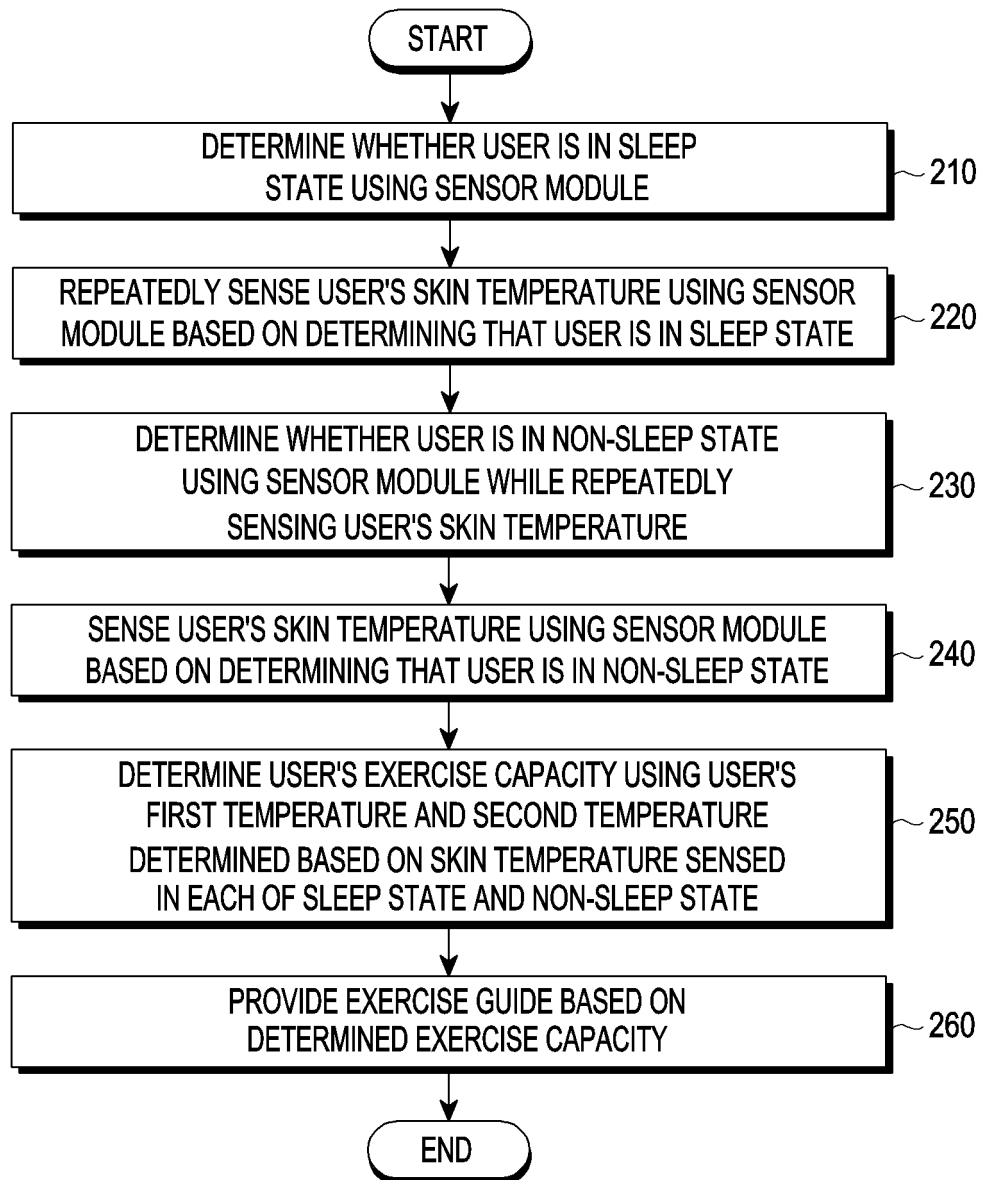 START
DETERMINE WHETHER USER IS IN SLEEP
STATE USING SENSOR MODULE
210
REPEATEDLY SENSE USER'S SKIN TEMPERATURE USING SENSOR
MODULE BASED ON DETERMINING THAT USER IS IN SLEEP STATE
220
DETERMINE WHETHER USER IS IN NON-SLEEP STATE
USING SENSOR MODULE WHILE REPEATEDLY
SENSING USER'S SKIN TEMPERATURE
230
SENSE USER'S SKIN TEMPERATURE USING SENSOR MODULE
BASED ON DETERMINING THAT USER IS IN NON-SLEEP STATE
240
DETERMINE USER'S EXERCISE CAPACITY USING USER'S
FIRST TEMPERATURE AND SECOND TEMPERATURE
DETERMINED BASED ON SKIN TEMPERATURE SENSED
IN EACH OF SLEEP STATE AND NON-SLEEP STATE
250
PROVIDE EXERCISE GUIDE BASED ON
DETERMINED EXERCISE CAPACITY
260
END